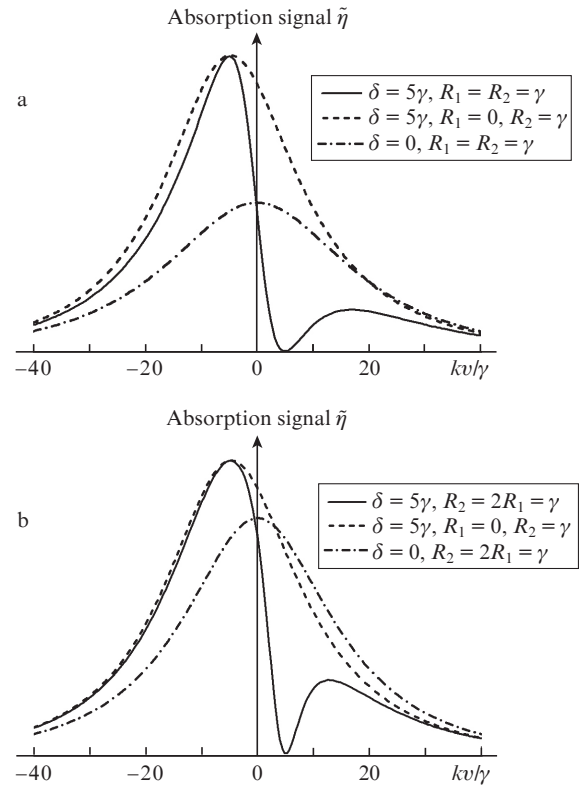 Absorption signal η̃
a
δ = 5γ, R₁ = R₂ = γ
δ = 5γ, R₁ = 0, R₂ = γ
δ = 0, R₁ = R₂ = γ
−40 −20 0 20 kv/γ
Absorption signal η̃
b
δ = 5γ, R₂ = 2R₁ = γ
δ = 5γ, R₁ = 0, R₂ = γ
δ = 0, R₂ = 2R₁ = γ
−40 −20 0 20 kv/γ